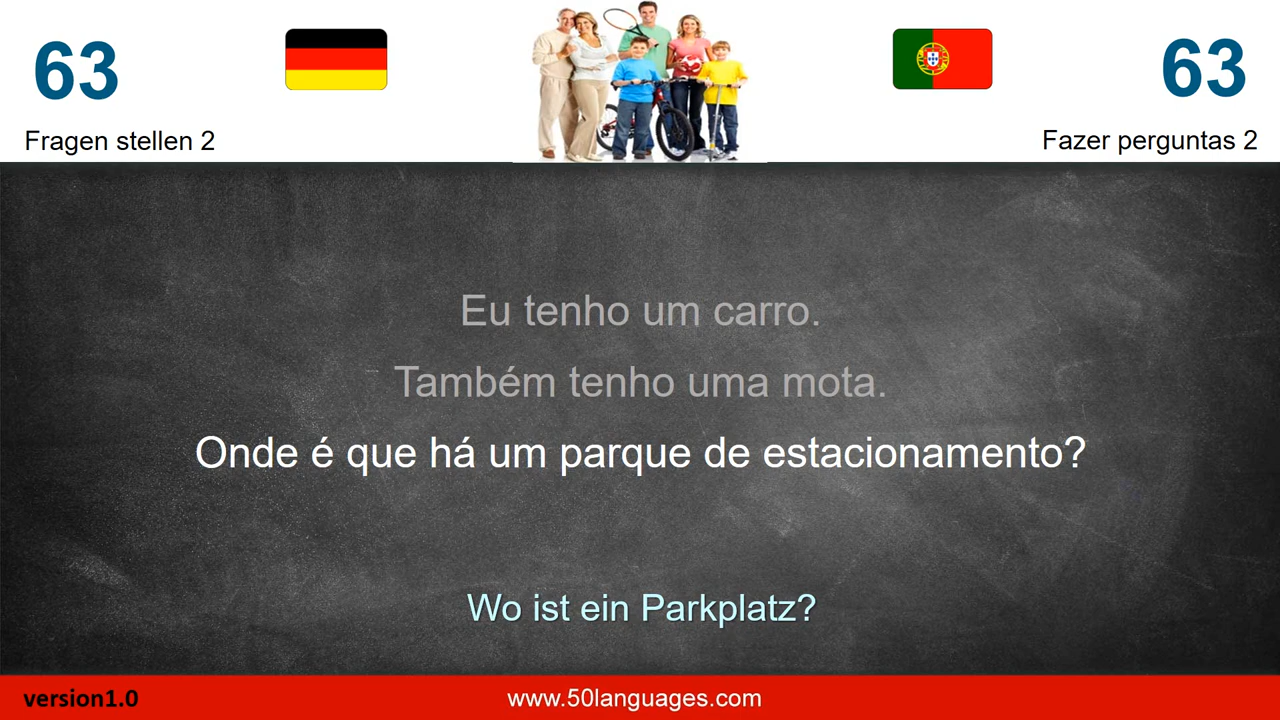 63
63
Fragen stellen 2
Fazer perguntas 2
Eu tenho um carro.
Também tenho uma mota.
Onde é que há um parque de estacionamento?
Wo ist ein Parkplatz?
version1.0
www.50languages.com